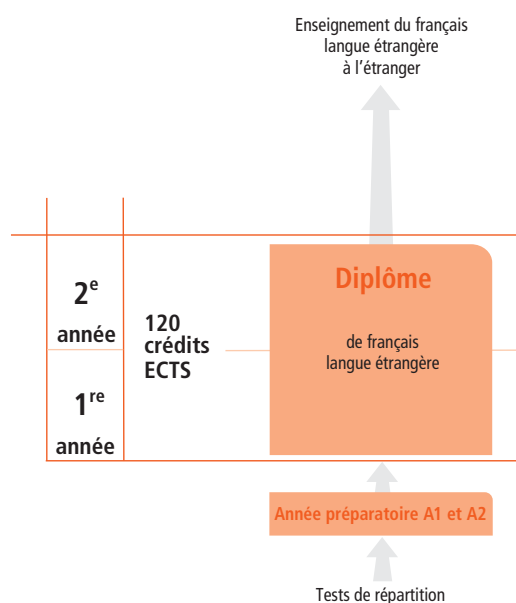 Enseignement du français
langue étrangère
à l'étranger
2e
année
120
crédits
ECTS
1re
année
Diplôme
de français
langue étrangère
Année préparatoire A1 et A2
Tests de répartition